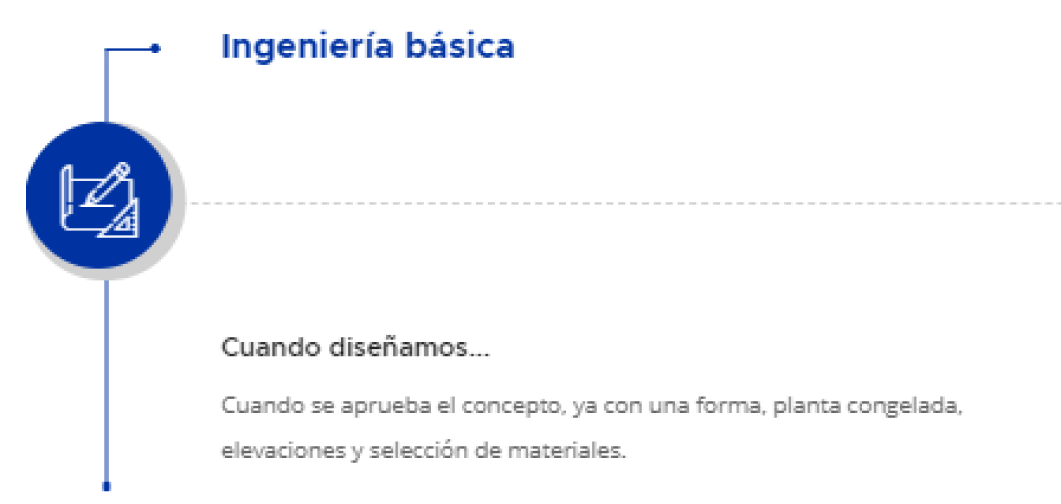 Ingeniería básica
Cuando diseñamos...
Cuando se aprueba el concepto, ya con una forma, planta congelada,
elevaciones y selección de materiales.